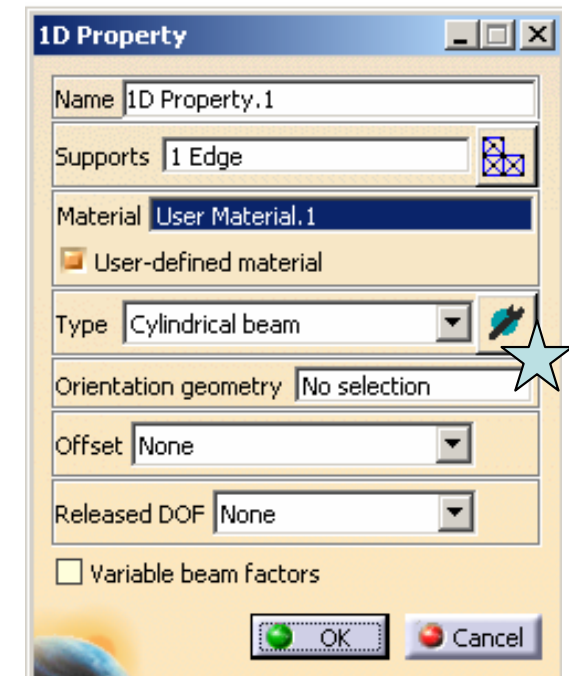 1D Property
Name 1D Property.1
Supports 1 Edge
Material User Material.1
User-defined material
Type Cylindrical beam
Orientation geometry No selection
Offset None
Released DOF None
Variable beam factors
OK Cancel